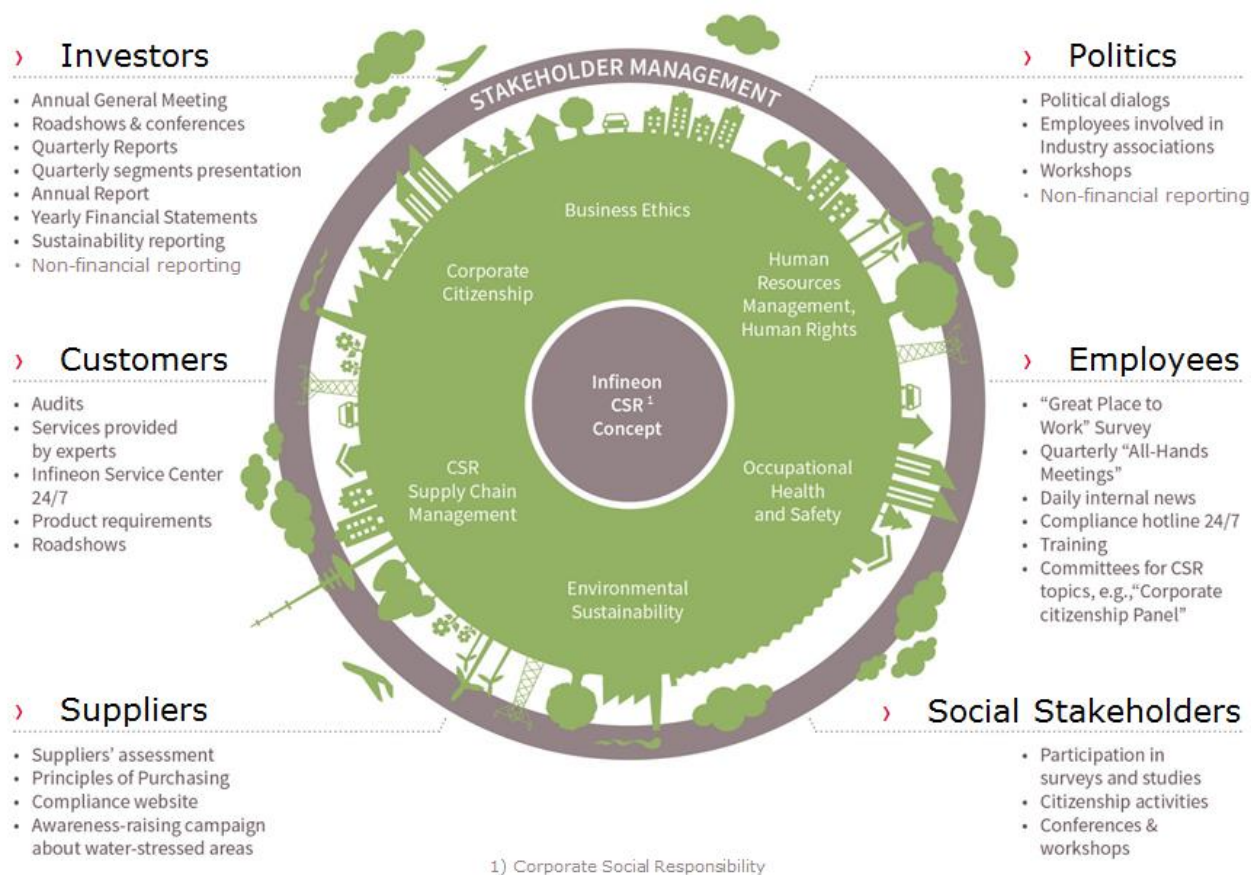 STAKEHOLDER MANAGEMENT
› Investors
• Annual General Meeting
• Roadshows & conferences
• Quarterly Reports
• Quarterly segments presentation
• Annual Report
• Yearly Financial Statements
• Sustainability reporting
• Non-financial reporting
› Politics
• Political dialogs
• Employees involved in
Industry associations
• Workshops
• Non-financial reporting
Business Ethics
Corporate
Citizenship
Human
Resources
Management,
Human Rights
› Customers
• Audits
• Services provided
by experts
• Infineon Service Center
24/7
• Product requirements
• Roadshows
Infineon
CSR 1
Concept
› Employees
• “Great Place to
Work” Survey
• Quarterly “All-Hands
Meetings”
• Daily internal news
• Compliance hotline 24/7
• Training
• Committees for CSR
topics, e.g.,“Corporate
citizenship Panel”
CSR
Supply Chain
Management
Occupational
Health
and Safety
Environmental
Sustainability
› Suppliers
• Suppliers’ assessment
• Principles of Purchasing
• Compliance website
• Awareness-raising campaign
about water-stressed areas
› Social Stakeholders
• Participation in
surveys and studies
• Citizenship activities
• Conferences &
workshops
1) Corporate Social Responsibility